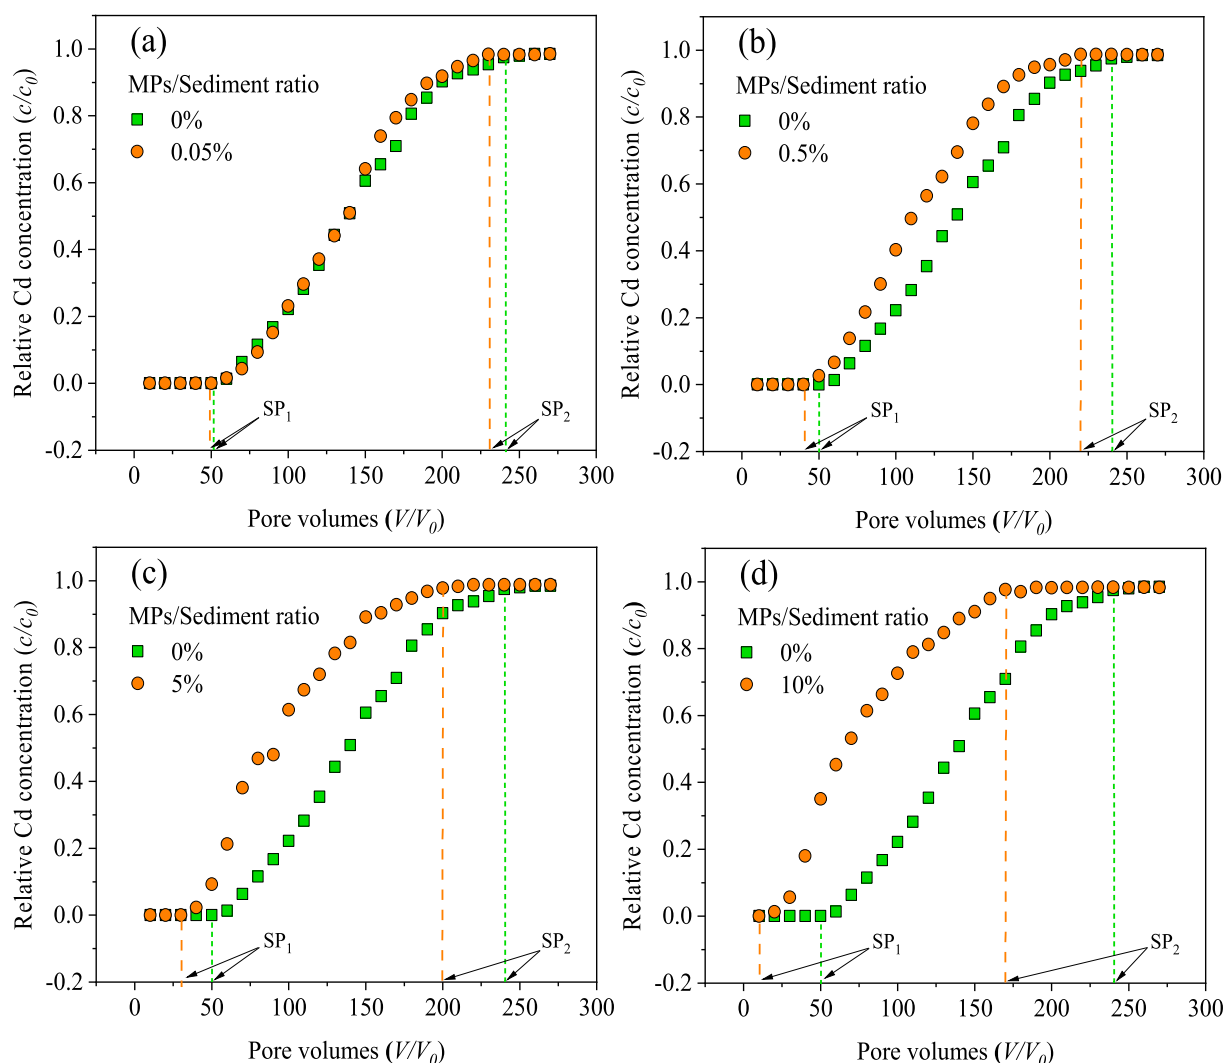 (a)
MPs/Sediment ratio
0%
0.05%
SP1
SP2
1.0
0.8
0.6
0.4
0.2
0.0
-0.2
0
50
100
150
200
250
300
Relative Cd concentration (c/c0)
Pore volumes (V/V0)
(b)
MPs/Sediment ratio
0%
0.5%
SP1
SP2
1.0
0.8
0.6
0.4
0.2
0.0
-0.2
0
50
100
150
200
250
300
Relative Cd concentration (c/c0)
Pore volumes (V/V0)
(c)
MPs/Sediment ratio
0%
5%
SP1
SP2
1.0
0.8
0.6
0.4
0.2
0.0
-0.2
0
50
100
150
200
250
300
Relative Cd concentration (c/c0)
Pore volumes (V/V0)
(d)
MPs/Sediment ratio
0%
10%
SP1
SP2
1.0
0.8
0.6
0.4
0.2
0.0
-0.2
0
50
100
150
200
250
300
Relative Cd concentration (c/c0)
Pore volumes (V/V0)